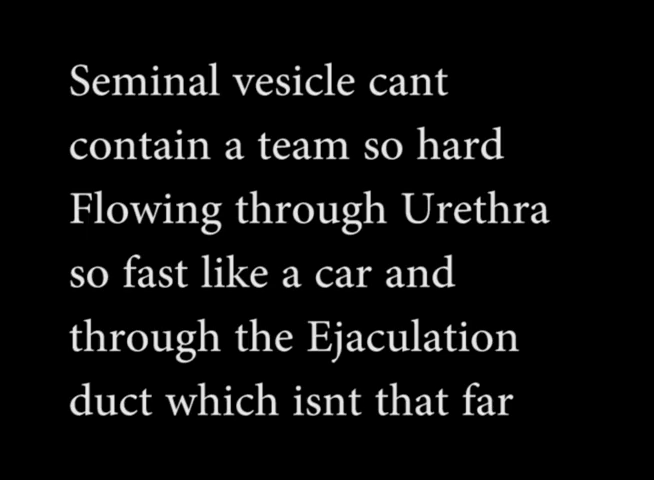 Seminal vesicle cant
contain a team so hard
Flowing through Urethra
so fast like a car and
through the Ejaculation
duct which isnt that far